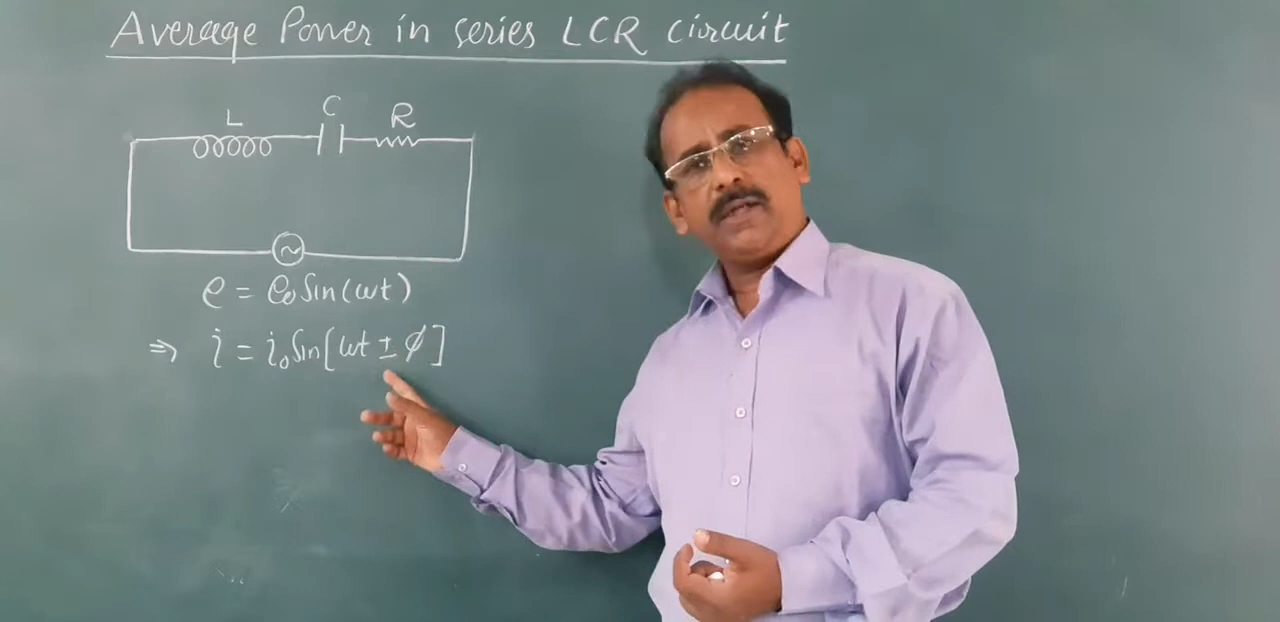 Average Power in series LCR circuit
L C R
~
e = e₀ Sin(ωt)
⇒ i = i₀ Sin[ωt ± ϕ]